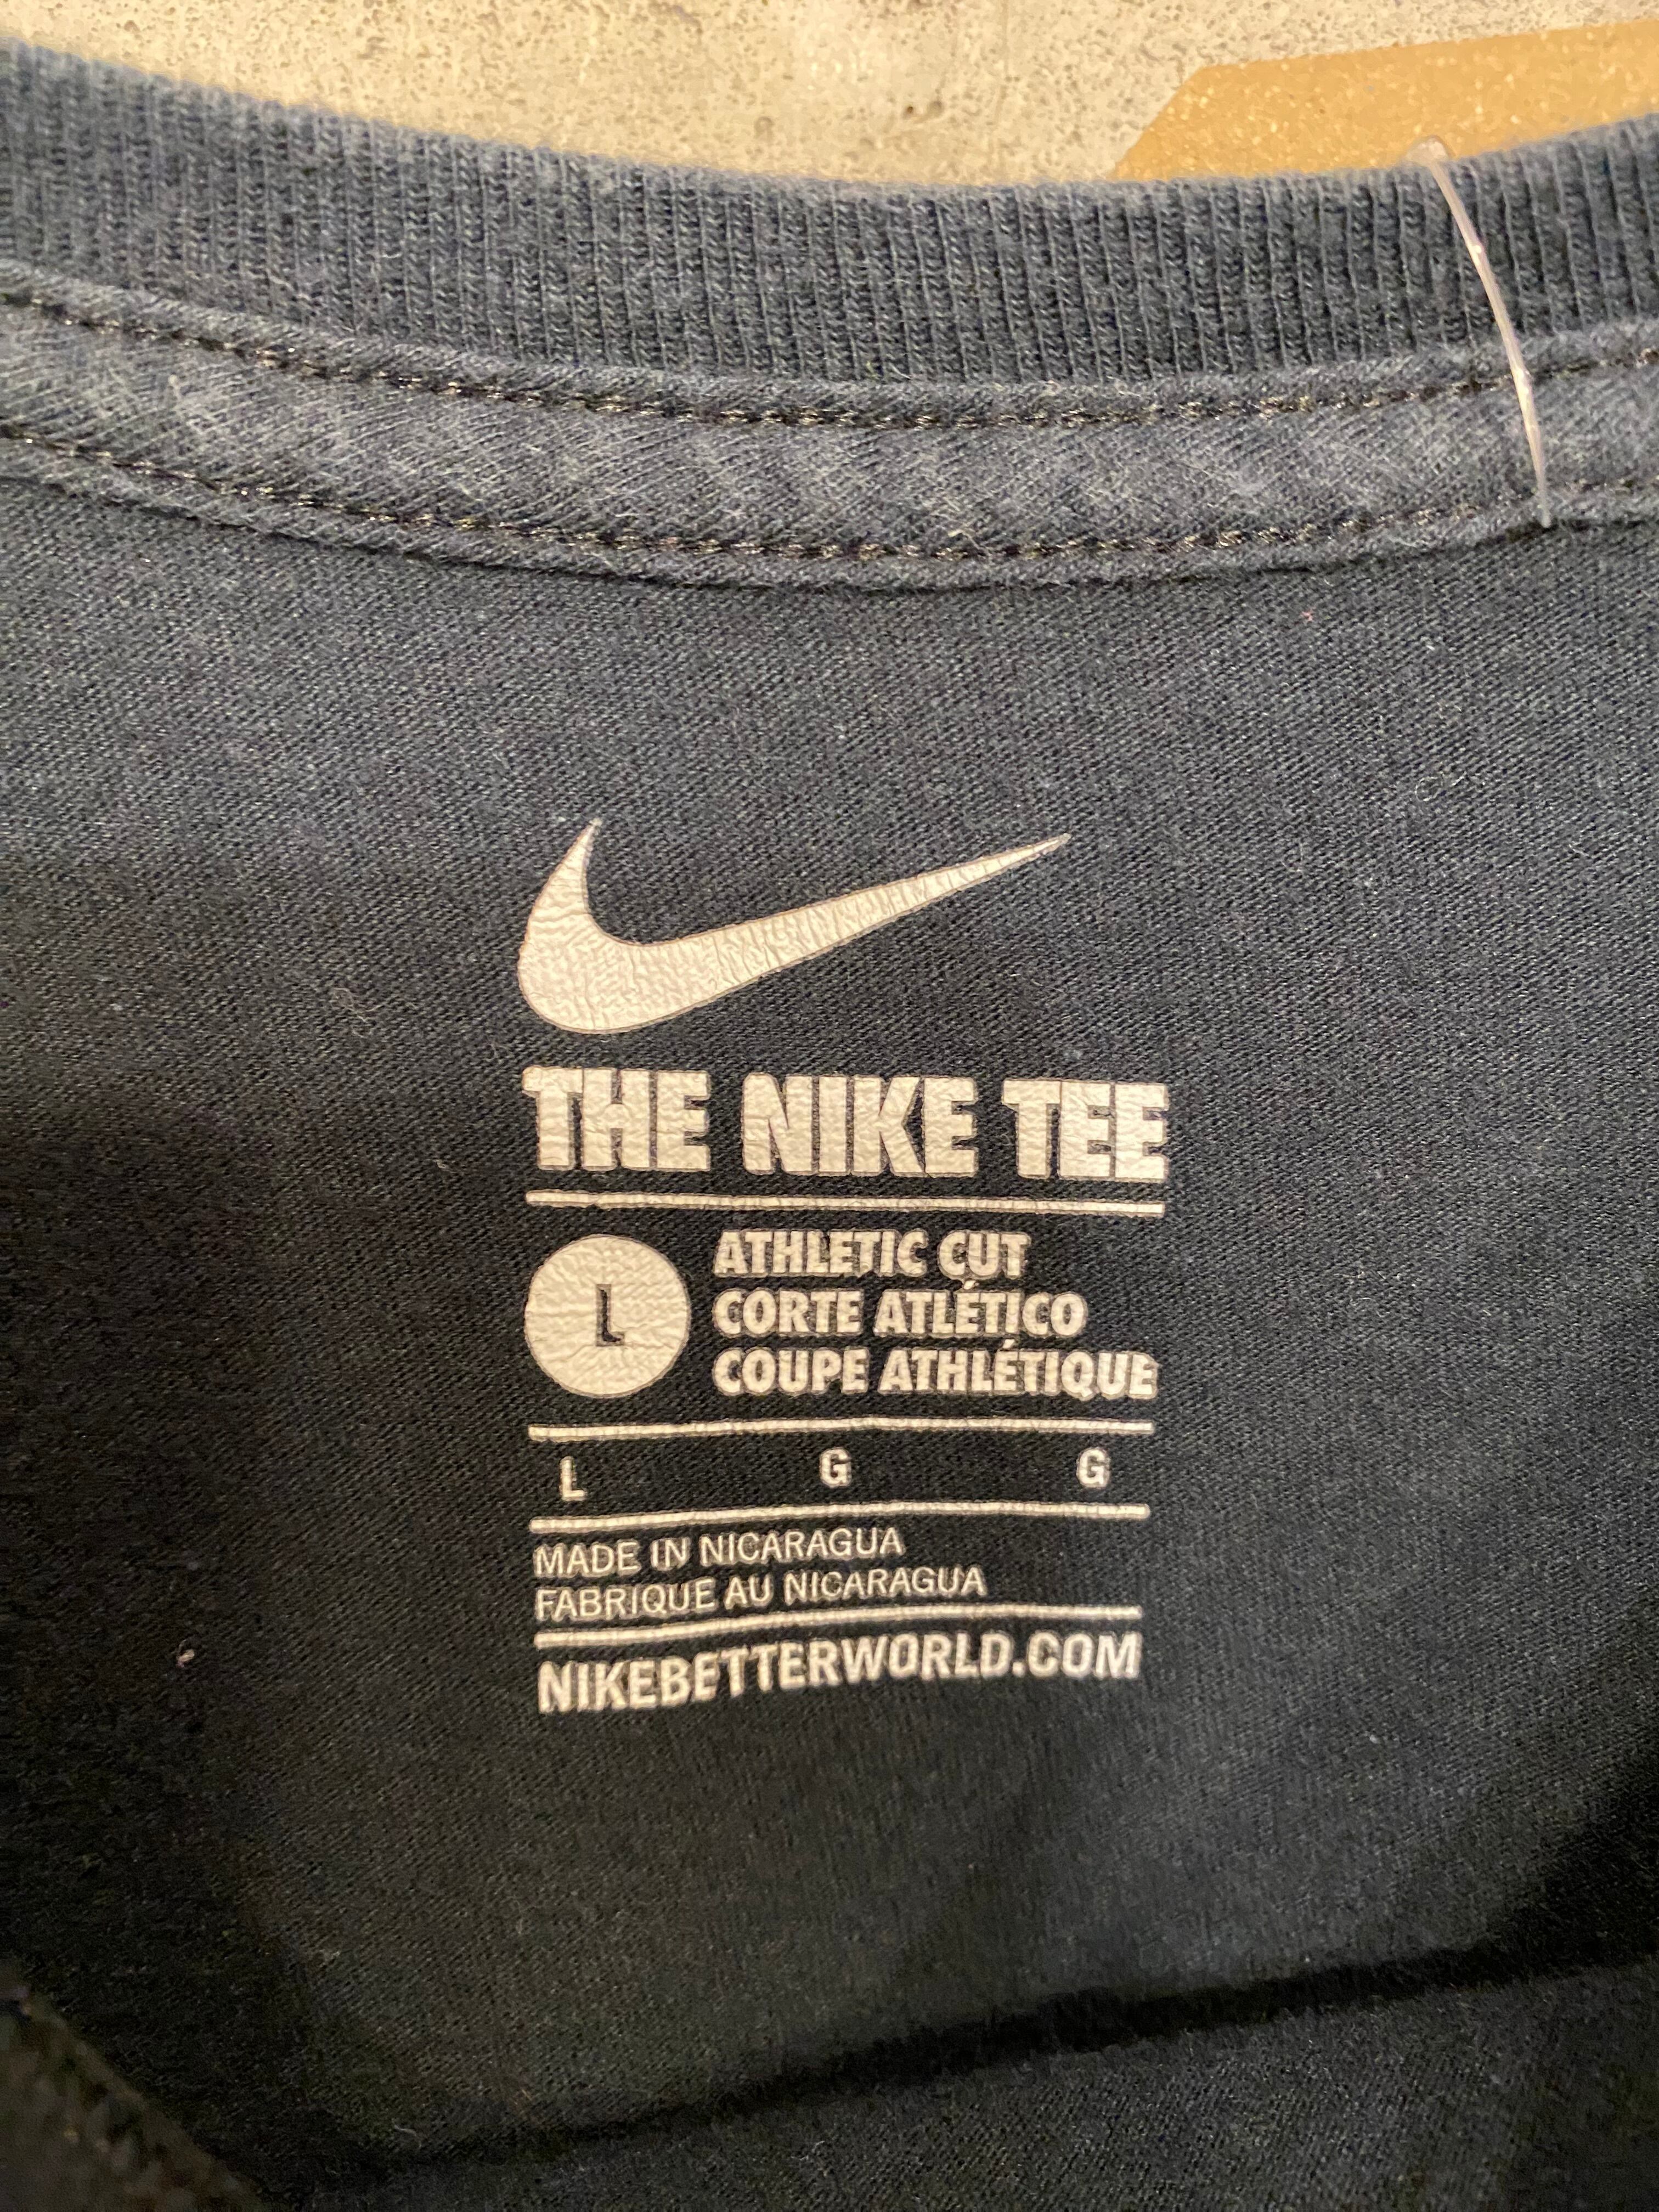 THE NIKE TEE
L
ATHLETIC CUT
CORTE ATLÉTICO
COUPE ATHLÉTIQUE
L G G
MADE IN NICARAGUA
FABRIQUE AU NICARAGUA
NIKEBETTERWORLD.COM